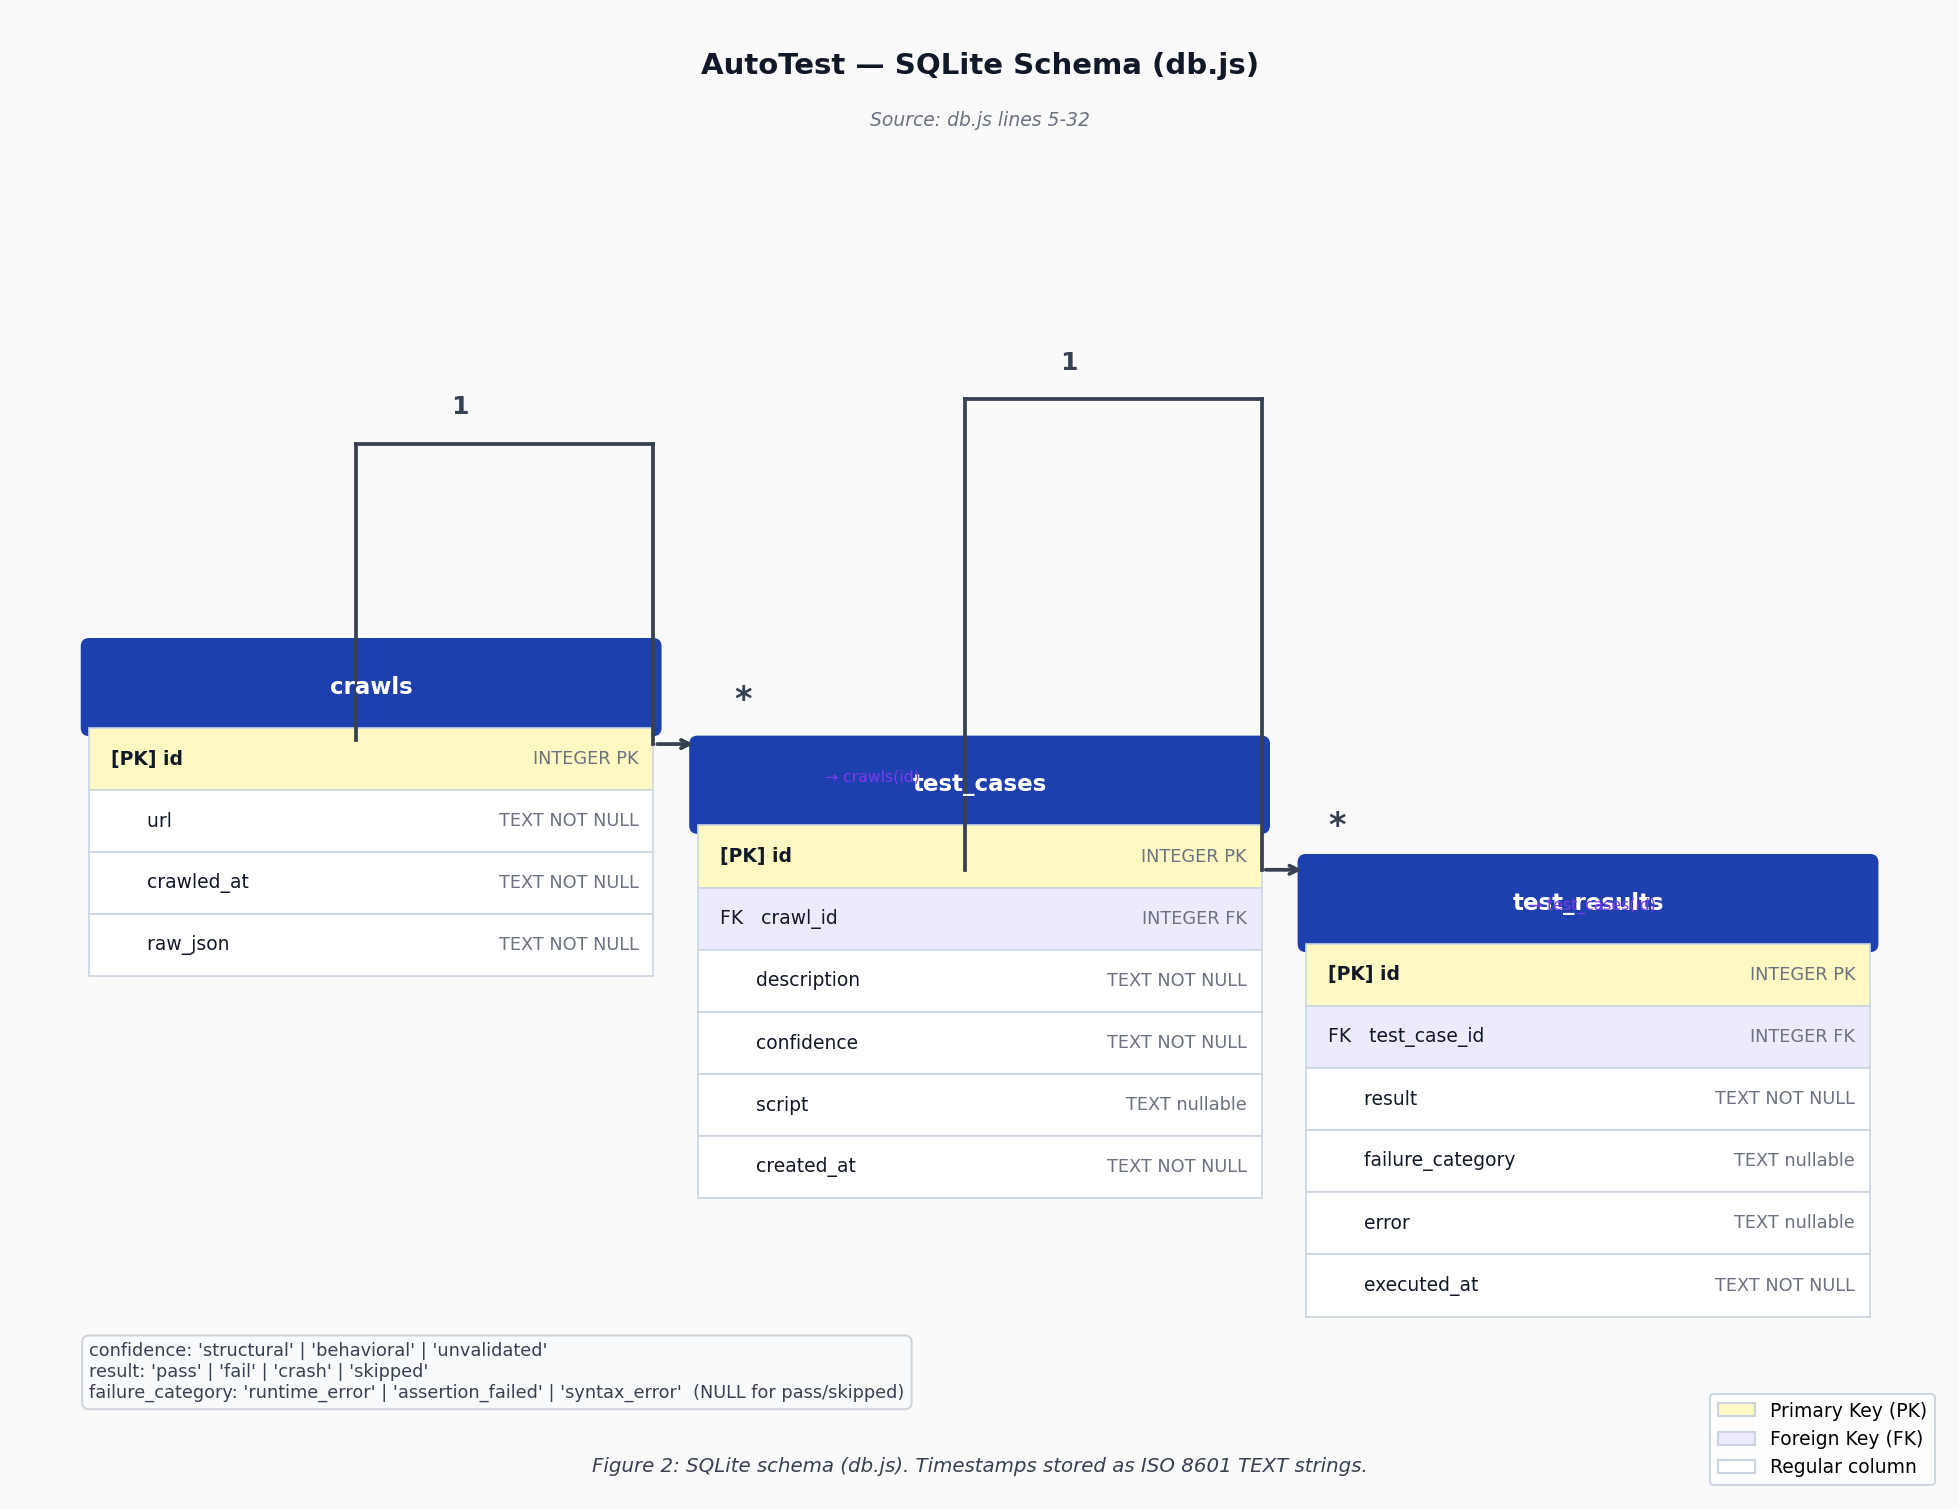 AutoTest — SQLite Schema (db.js)
Source: db.js lines 5-32
1
1
crawls
[PK] id INTEGER PK
url TEXT NOT NULL
crawled_at TEXT NOT NULL
raw_json TEXT NOT NULL
*
→ crawls(id)
test_cases
[PK] id INTEGER PK
FK crawl_id INTEGER FK
description TEXT NOT NULL
confidence TEXT NOT NULL
script TEXT nullable
created_at TEXT NOT NULL
*
test_results
→ test_cases(id)
[PK] id INTEGER PK
FK test_case_id INTEGER FK
result TEXT NOT NULL
failure_category TEXT nullable
error TEXT nullable
executed_at TEXT NOT NULL
confidence: 'structural' | 'behavioral' | 'unvalidated'
result: 'pass' | 'fail' | 'crash' | 'skipped'
failure_category: 'runtime_error' | 'assertion_failed' | 'syntax_error' (NULL for pass/skipped)
Primary Key (PK)
Foreign Key (FK)
Regular column
Figure 2: SQLite schema (db.js). Timestamps stored as ISO 8601 TEXT strings.